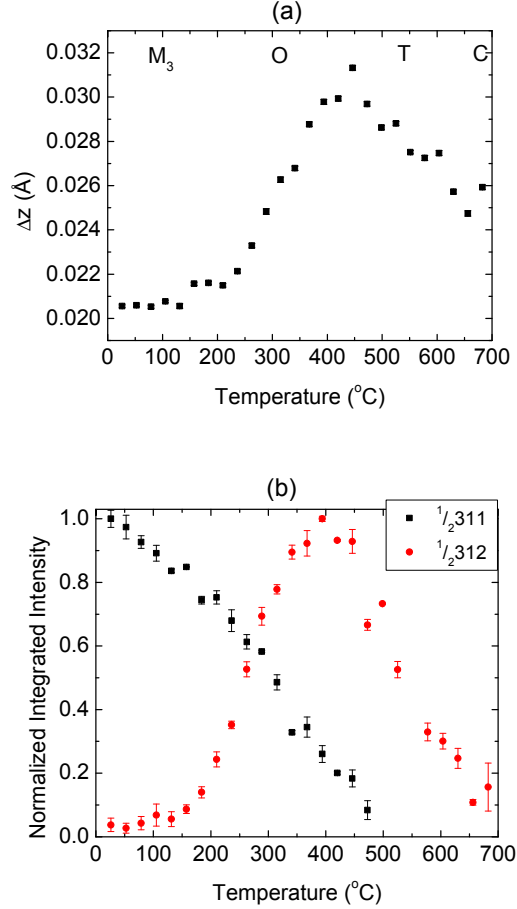 (a)
M₃ O T C
0.032
0.030
0.028
0.026
0.024
0.022
0.020
Δz (Å)
0 100 200 300 400 500 600 700
Temperature (°C)
(b)
¹/₂311
¹/₂312
1.0
0.8
0.6
0.4
0.2
0.0
Normalized Integrated Intensity
0 100 200 300 400 500 600 700
Temperature (°C)